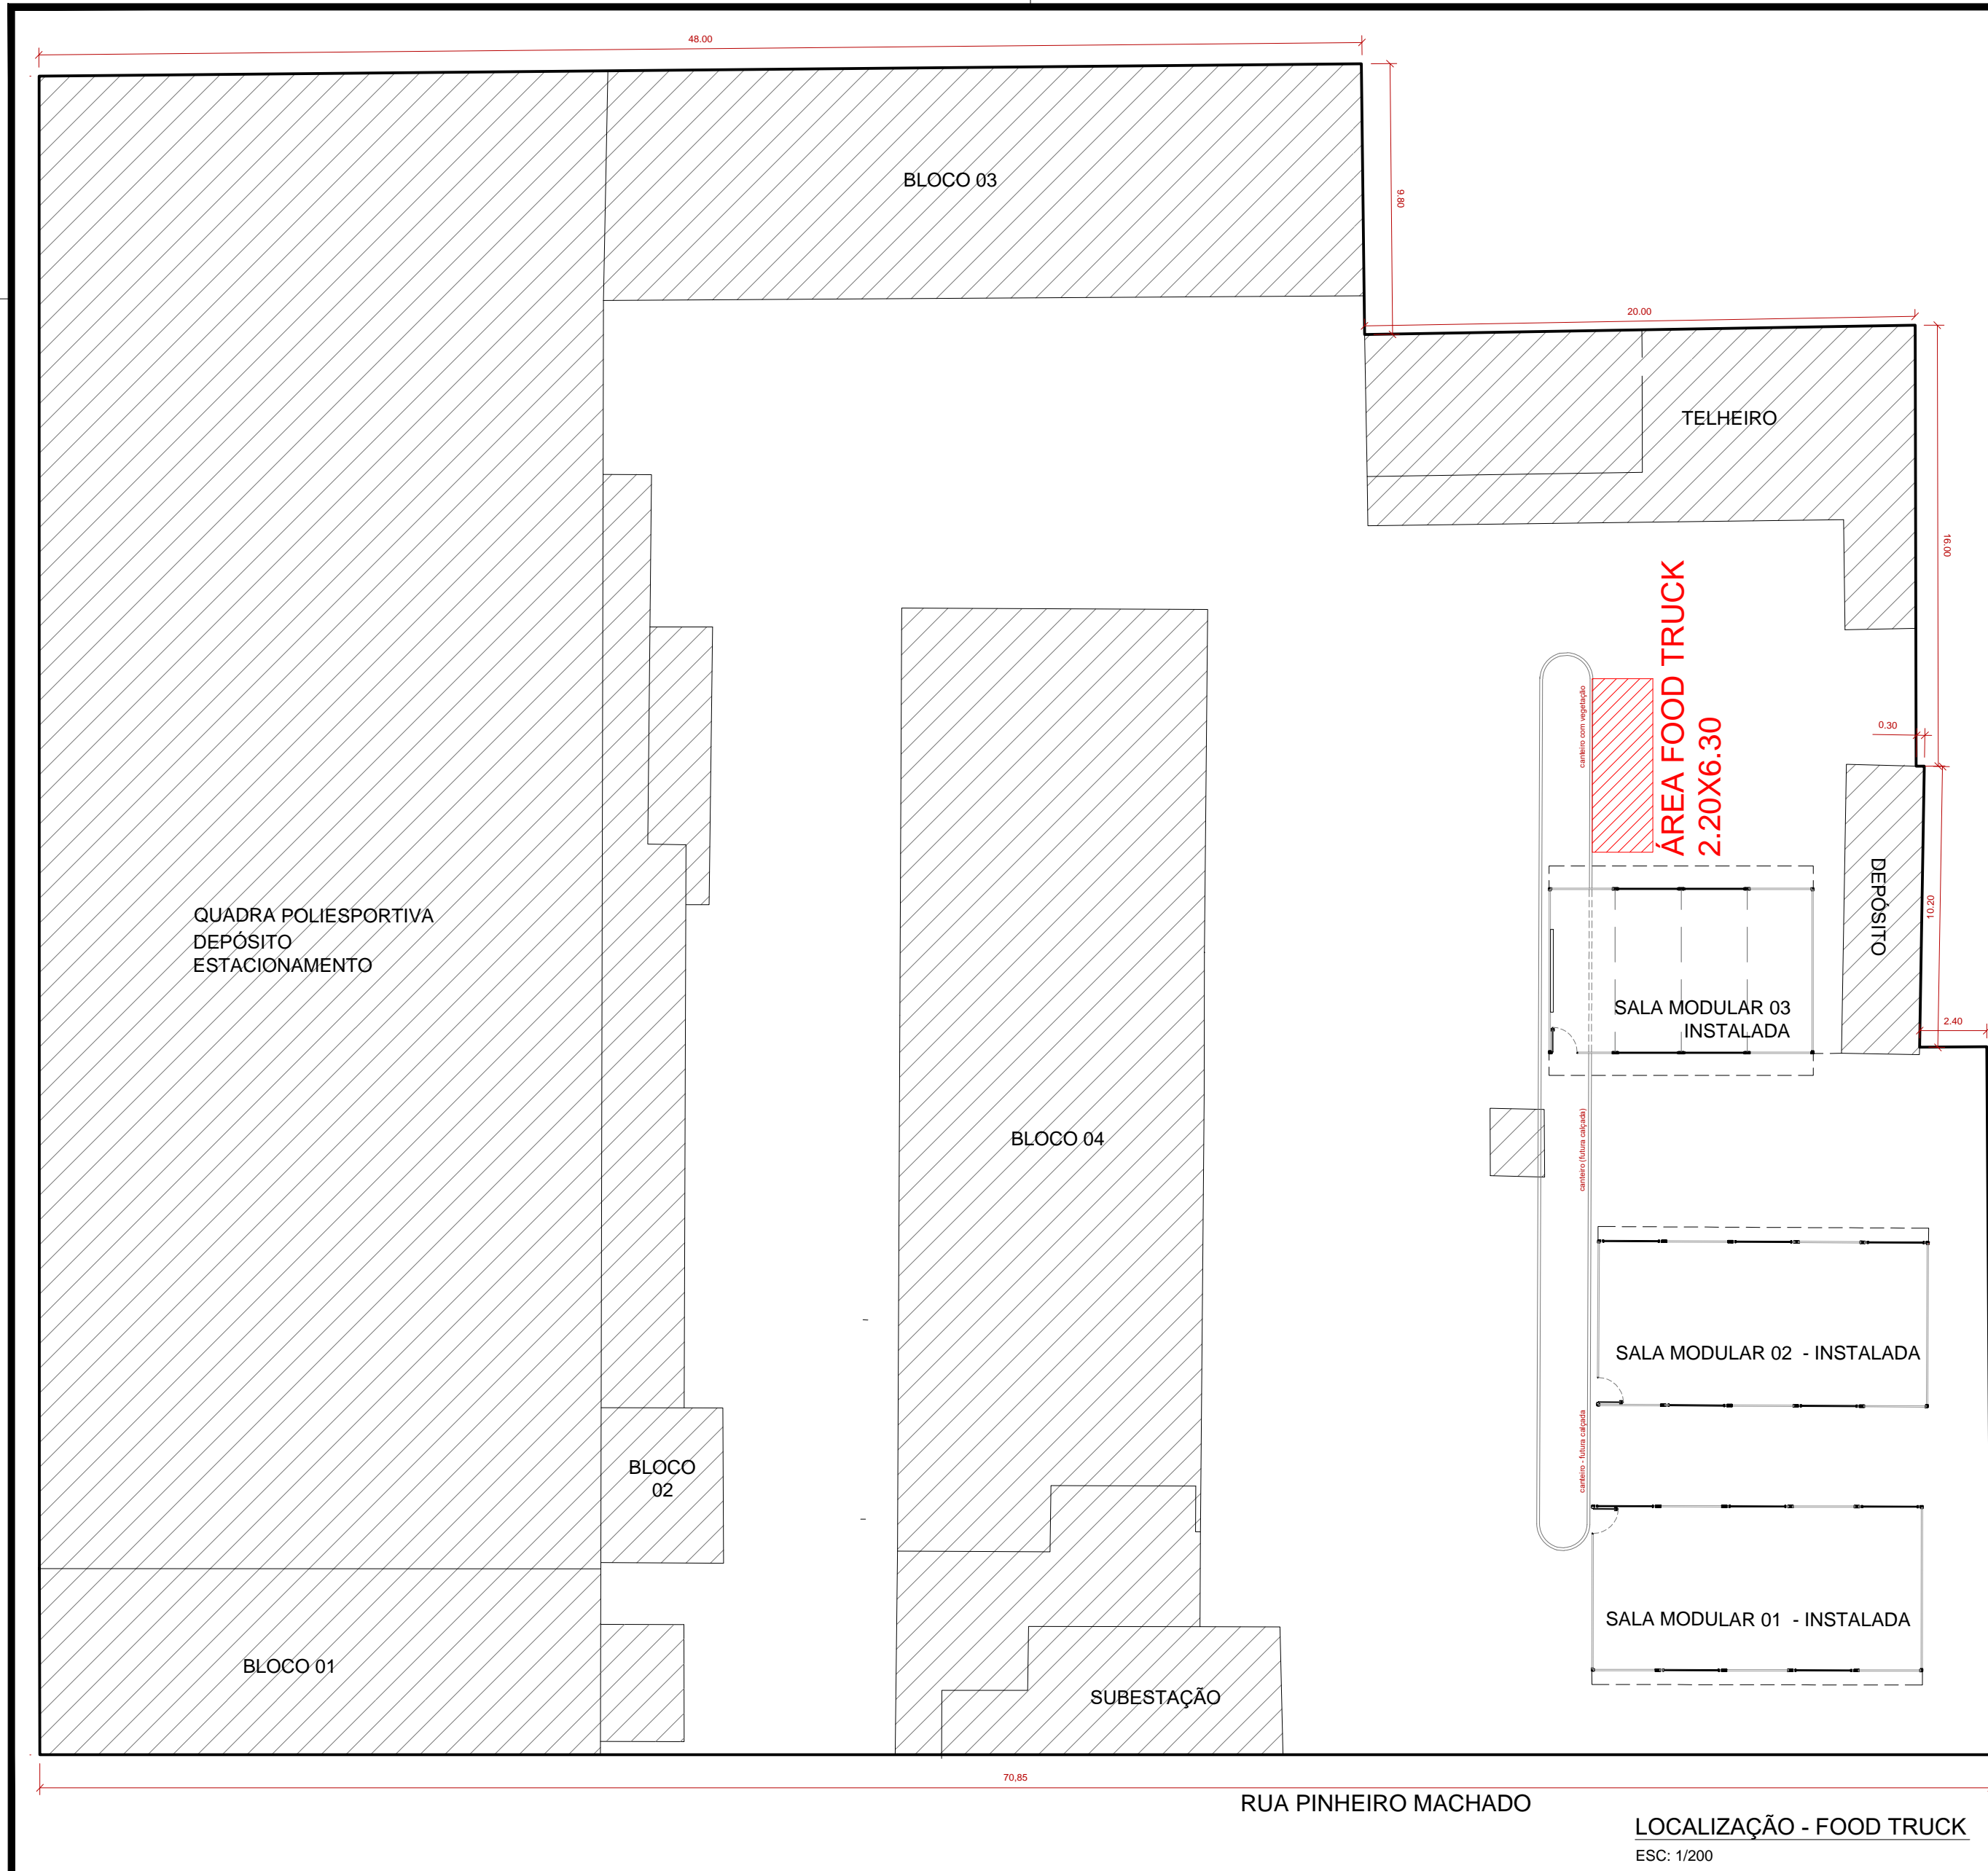 48.00
BLOCO 03
9.80
20.00
TELHEIRO
16.00
ÁREA FOOD TRUCK
2.20X6.30
canteiro com vegetação
0.30
DEPÓSITO
10.20
QUADRA POLIESPORTIVA
DEPÓSITO
ESTACIONAMENTO
SALA MODULAR 03
INSTALADA
2.40
BLOCO 04
canteiro (futura calçada)
SALA MODULAR 02 - INSTALADA
canteiro - futura calçada
BLOCO
02
SALA MODULAR 01 - INSTALADA
BLOCO 01
SUBESTAÇÃO
70,85
RUA PINHEIRO MACHADO
LOCALIZAÇÃO - FOOD TRUCK
ESC: 1/200